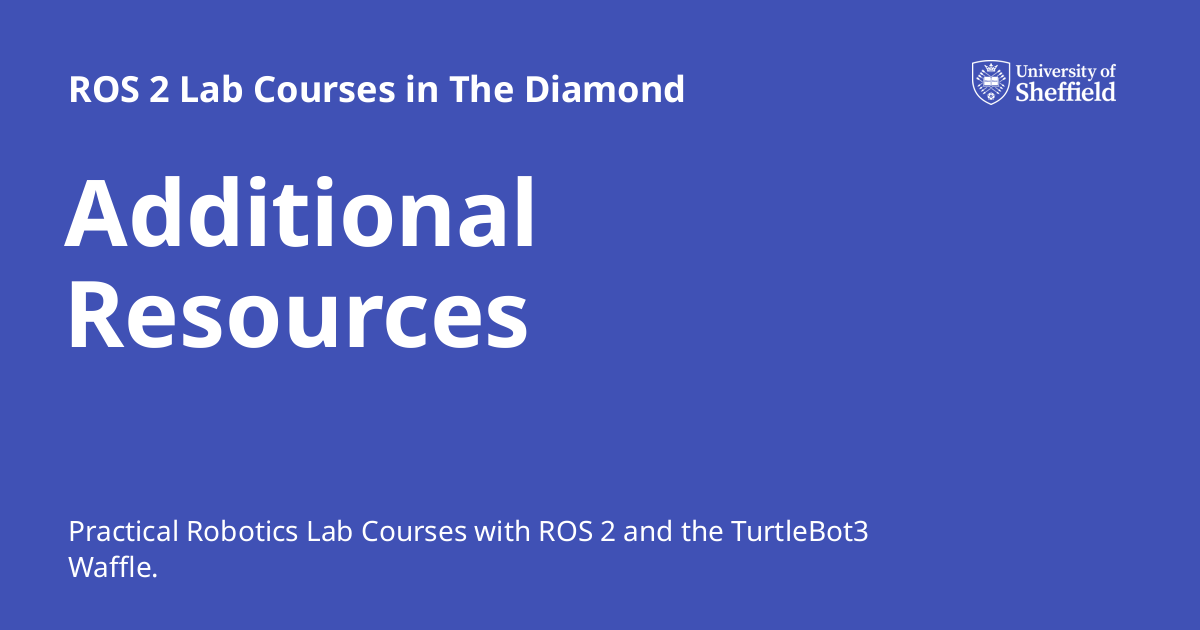 ROS 2 Lab Courses in The Diamond
University of
Sheffield
Additional
Resources
Practical Robotics Lab Courses with ROS 2 and the TurtleBot3
Waffle.